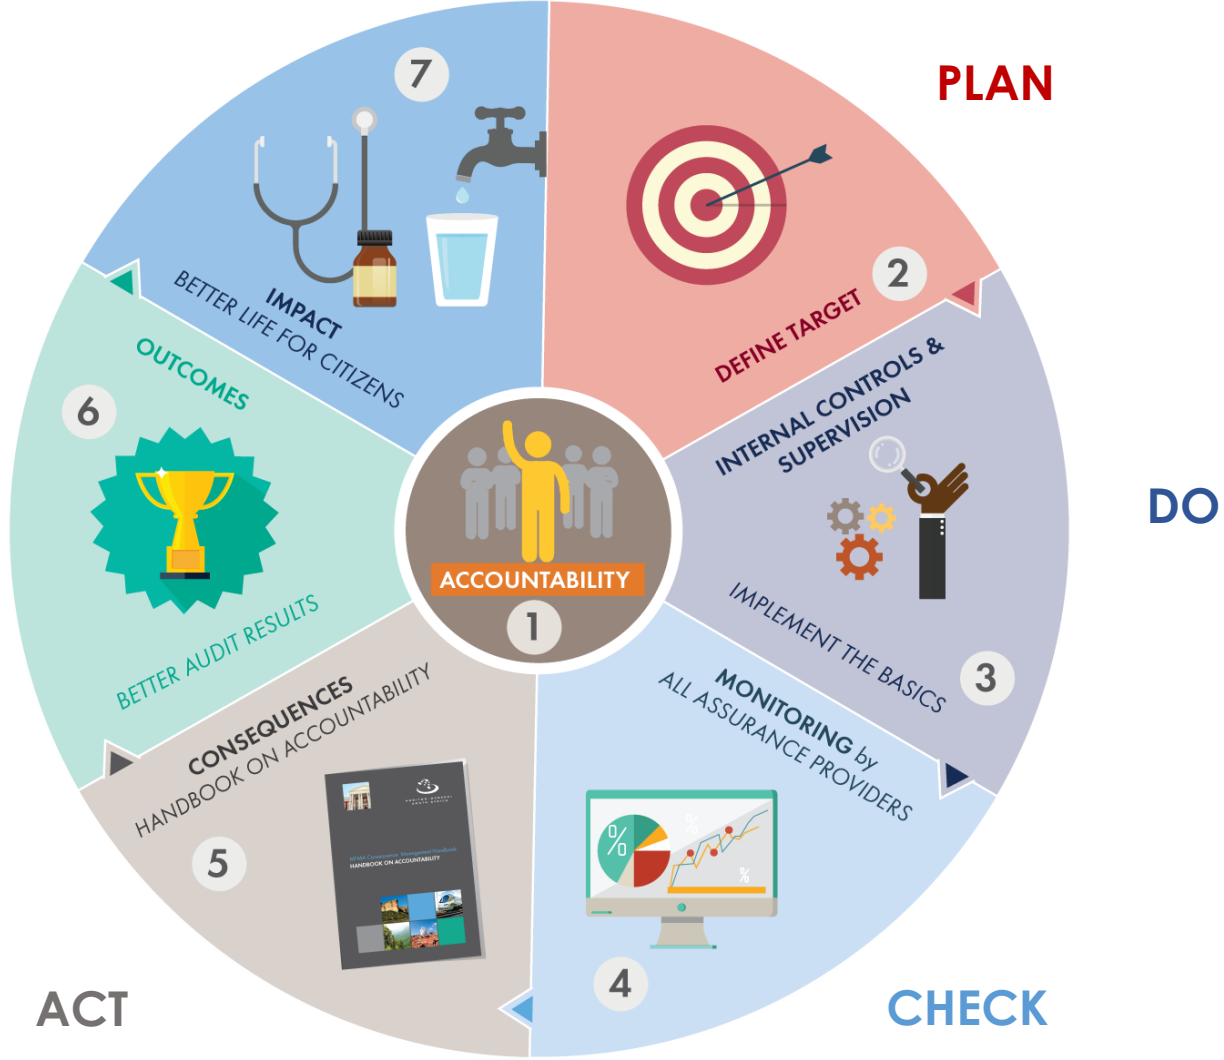 PLAN
DO
CHECK
ACT
ACCOUNTABILITY
1
2
DEFINE TARGET
INTERNAL CONTROLS &
SUPERVISION
IMPLEMENT THE BASICS
3
MONITORING by
ALL ASSURANCE PROVIDERS
%
%
%
4
CONSEQUENCES
HANDBOOK ON ACCOUNTABILITY
HANDBOOK ON ACCOUNTABILITY
5
OUTCOMES
6
BETTER AUDIT RESULTS
7
IMPACT
BETTER LIFE FOR CITIZENS